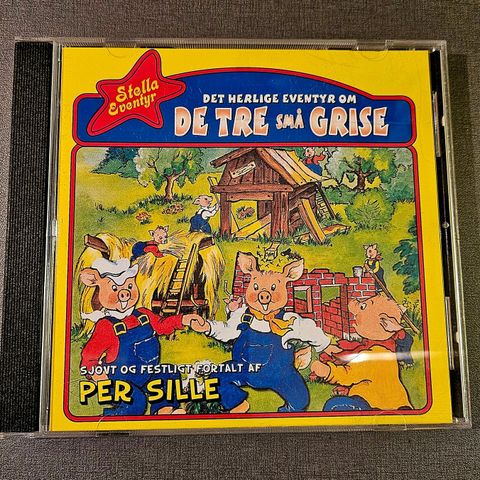 Stella
Eventyr
DET HERLIGE EVENTYR OM
DE TRE SMÅ GRISE
SJOVT OG FESTLIGT FORTALT AF
PER SILLE